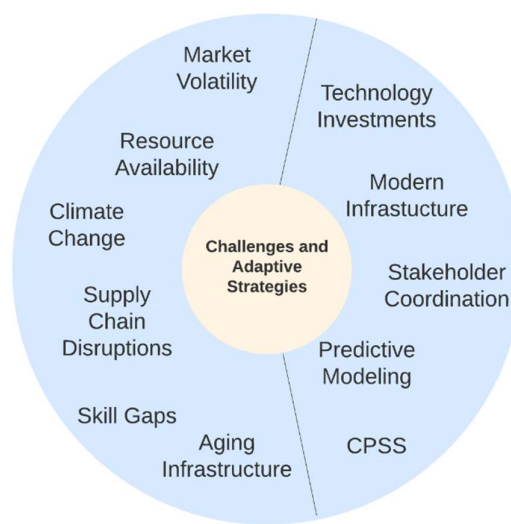 Market
Volatility
Resource
Availability
Climate
Change
Supply
Chain
Disruptions
Skill Gaps
Aging
Infrastructure
Challenges and
Adaptive
Strategies
Technology
Investments
Modern
Infrastucture
Stakeholder
Coordination
Predictive
Modeling
CPSS